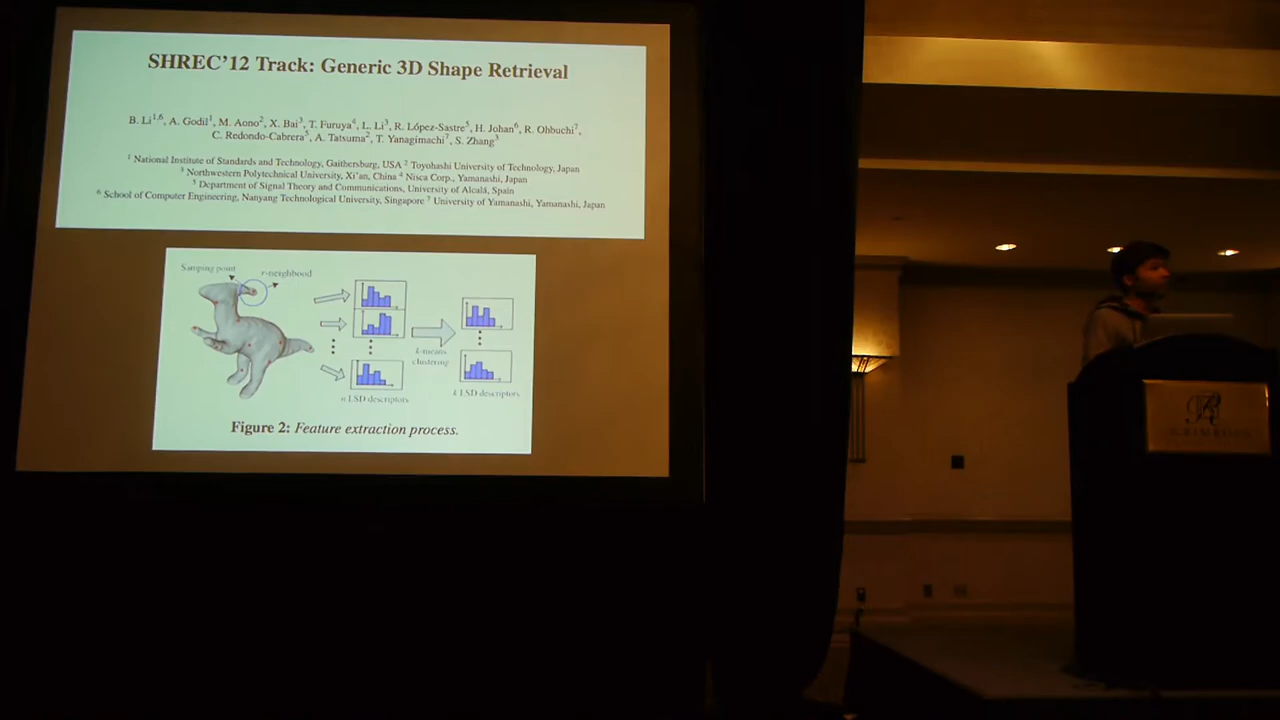 SHREC'12 Track: Generic 3D Shape Retrieval
B. Li1,6, A. Godil1, M. Aono2, X. Bai3, T. Furuya4, L. Li3, R. López-Sastre5, H. Johan6, R. Ohbuchi7,
C. Redondo-Cabrera5, A. Tatsuma2, T. Yanagimachi7, S. Zhang3
1 National Institute of Standards and Technology, Gaithersburg, USA 2 Toyohashi University of Technology, Japan
3 Northwestern Polytechnical University, Xi'an, China 4 Nisca Corp., Yamanashi, Japan
5 Department of Signal Theory and Communications, University of Alcalá, Spain
6 School of Computer Engineering, Nanyang Technological University, Singapore 7 University of Yamanashi, Yamanashi, Japan
Samping point
r-neighbood
k-means
clustering
n LSD descriptors
k LSD descriptors
Figure 2: Feature extraction process.